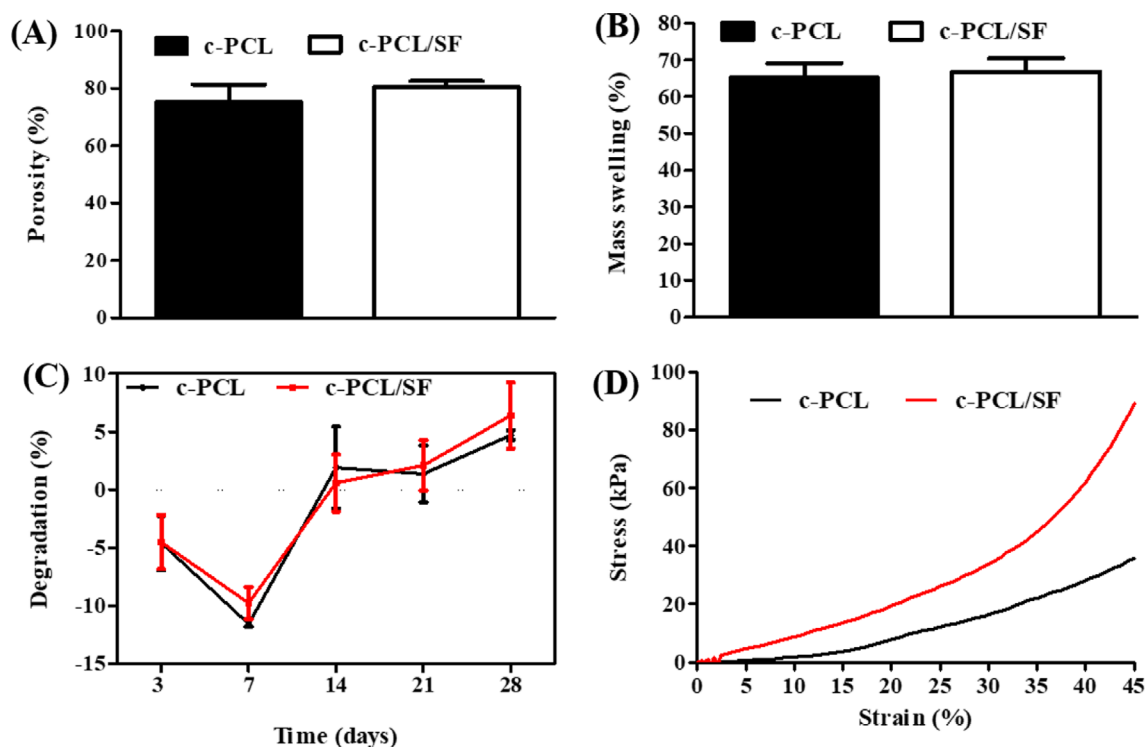 (A)
c-PCL
c-PCL/SF
Porosity (%)
100
80
60
40
20
0
(B)
c-PCL
c-PCL/SF
Mass swelling (%)
80
70
60
50
40
30
20
10
0
(C)
c-PCL
c-PCL/SF
Degradation (%)
10
5
0
-5
-10
-15
3 7 14 21 28
Time (days)
(D)
c-PCL
c-PCL/SF
Stress (kPa)
100
80
60
40
20
0
0 5 10 15 20 25 30 35 40 45
Strain (%)